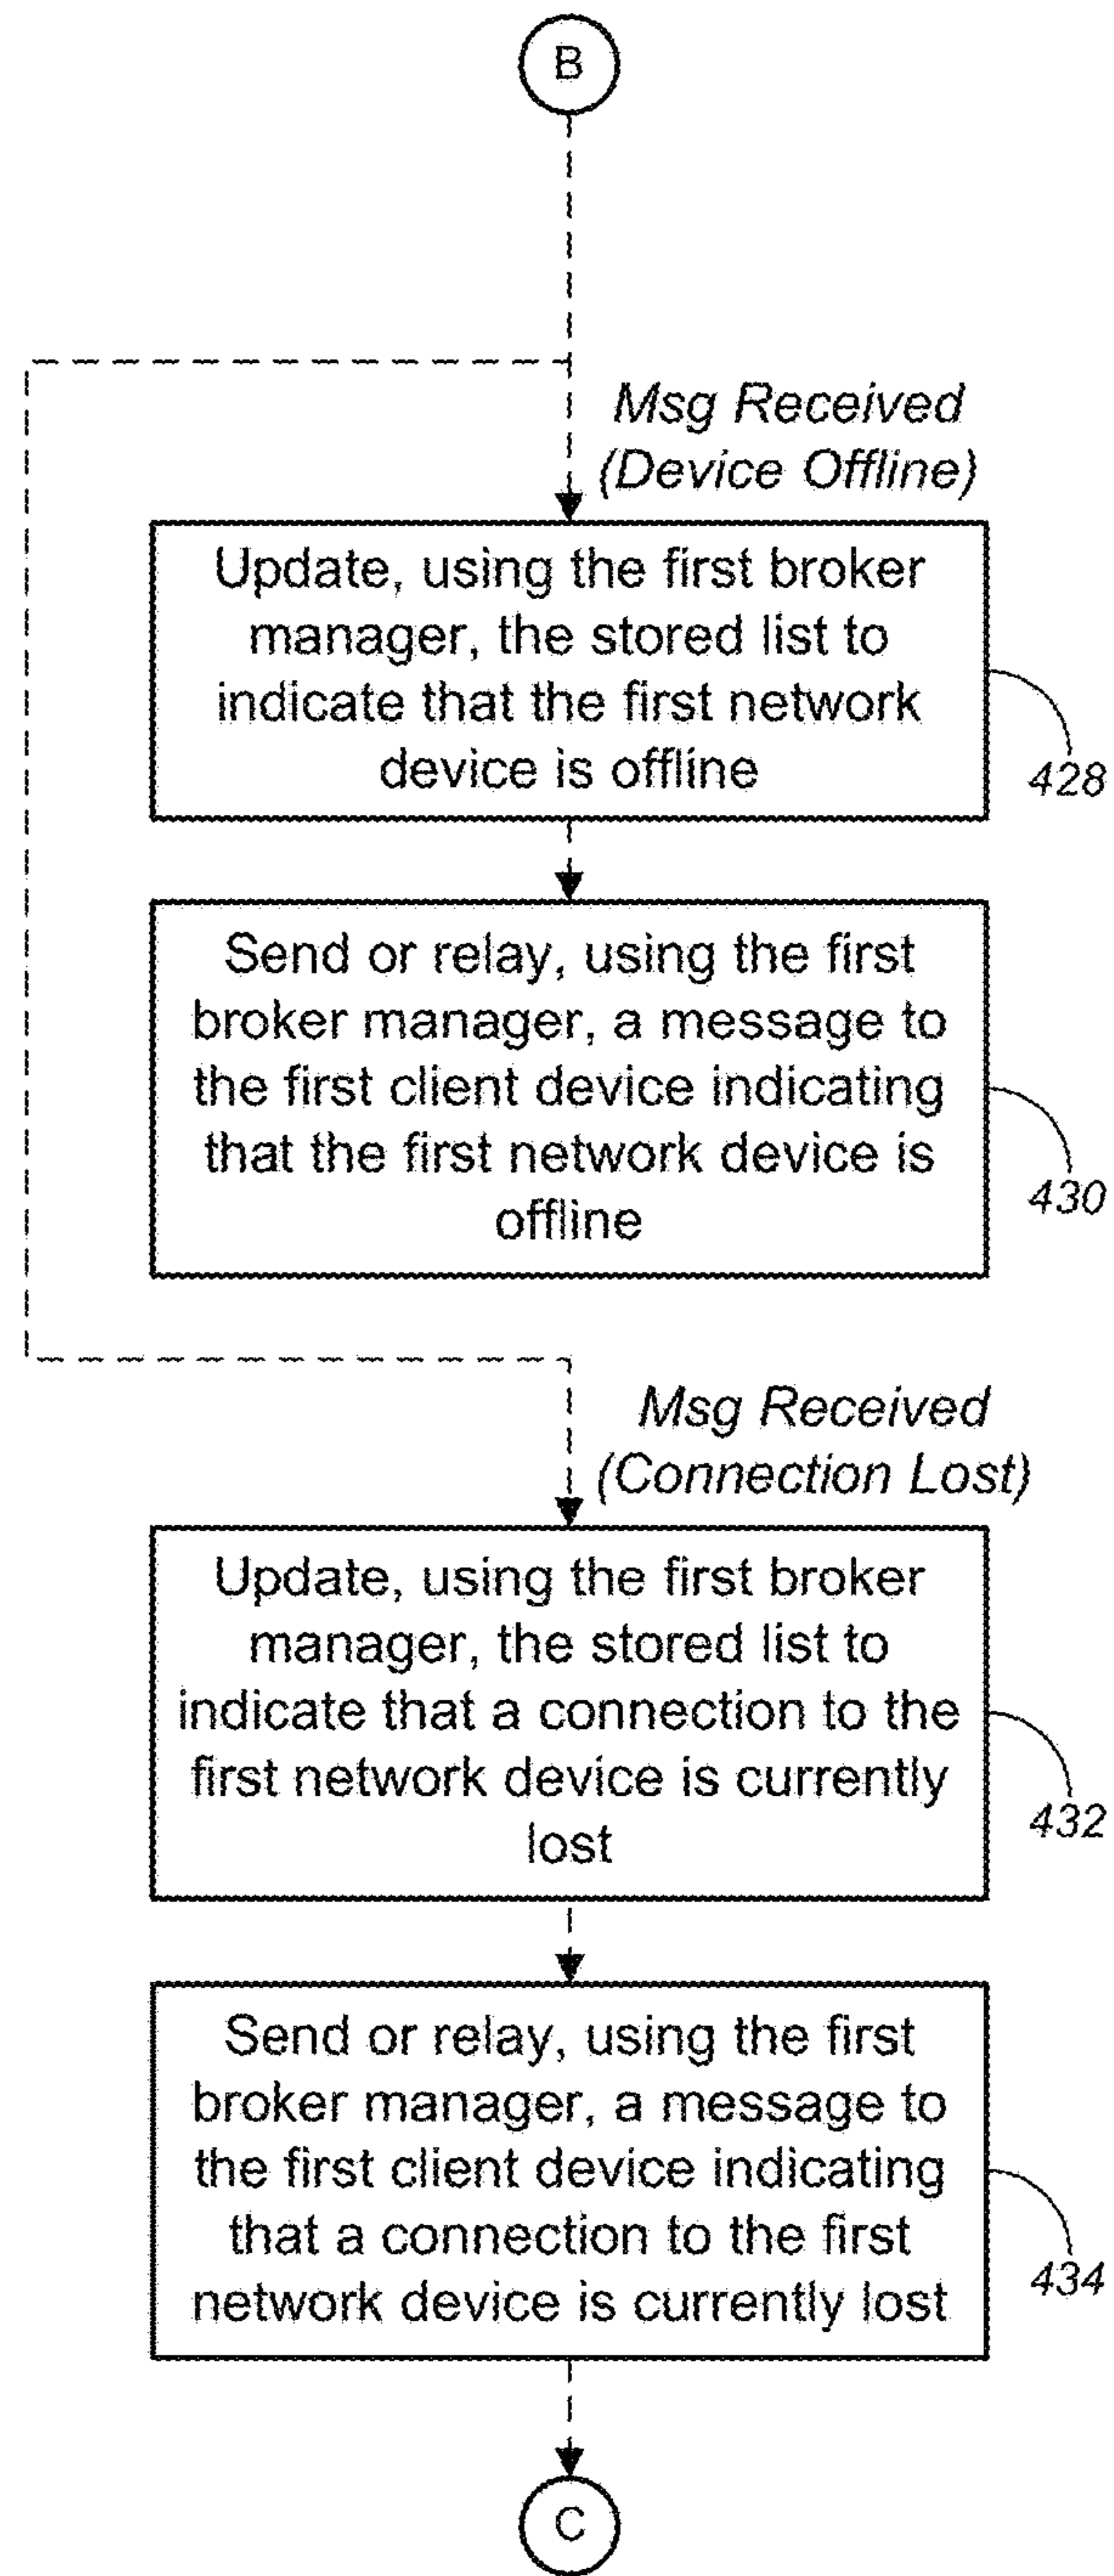 B
Msg Received
(Device Offline)
Update, using the first broker
manager, the stored list to
indicate that the first network
device is offline
428
Send or relay, using the first
broker manager, a message to
the first client device indicating
that the first network device is
offline
430
Msg Received
(Connection Lost)
Update, using the first broker
manager, the stored list to
indicate that a connection to the
first network device is currently
lost
432
Send or relay, using the first
broker manager, a message to
the first client device indicating
that a connection to the first
network device is currently lost
434
C